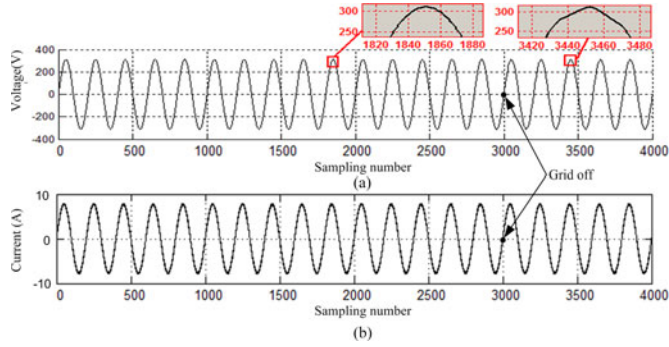 (a)
300
250
1820 1840 1860 1880
300
250
3420 3440 3460 3480
Voltage(V)
400
200
0
-200
-400
0 500 1000 1500 2000 2500 3000 3500 4000
Sampling number
(a)
Grid off
Current (A)
10
0
-10
0 500 1000 1500 2000 2500 3000 3500 4000
Sampling number
(b)